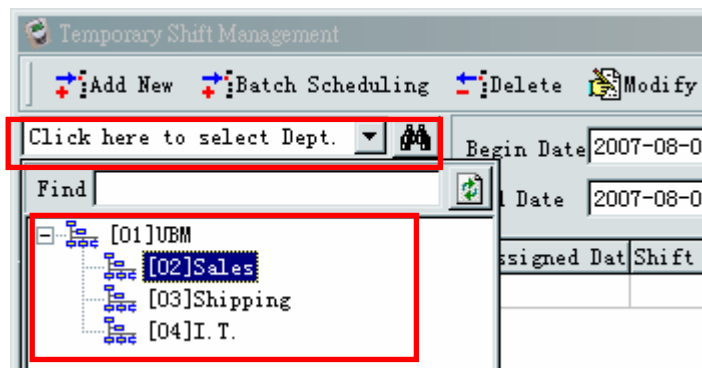 Temporary Shift Management
Add New Batch Scheduling Delete Modify
Click here to select Dept.
Begin Date 2007-08-0
Find
Date 2007-08-0
[01]UBM
[02]Sales
ssigned Dat Shift
[03]Shipping
[04]I.T.